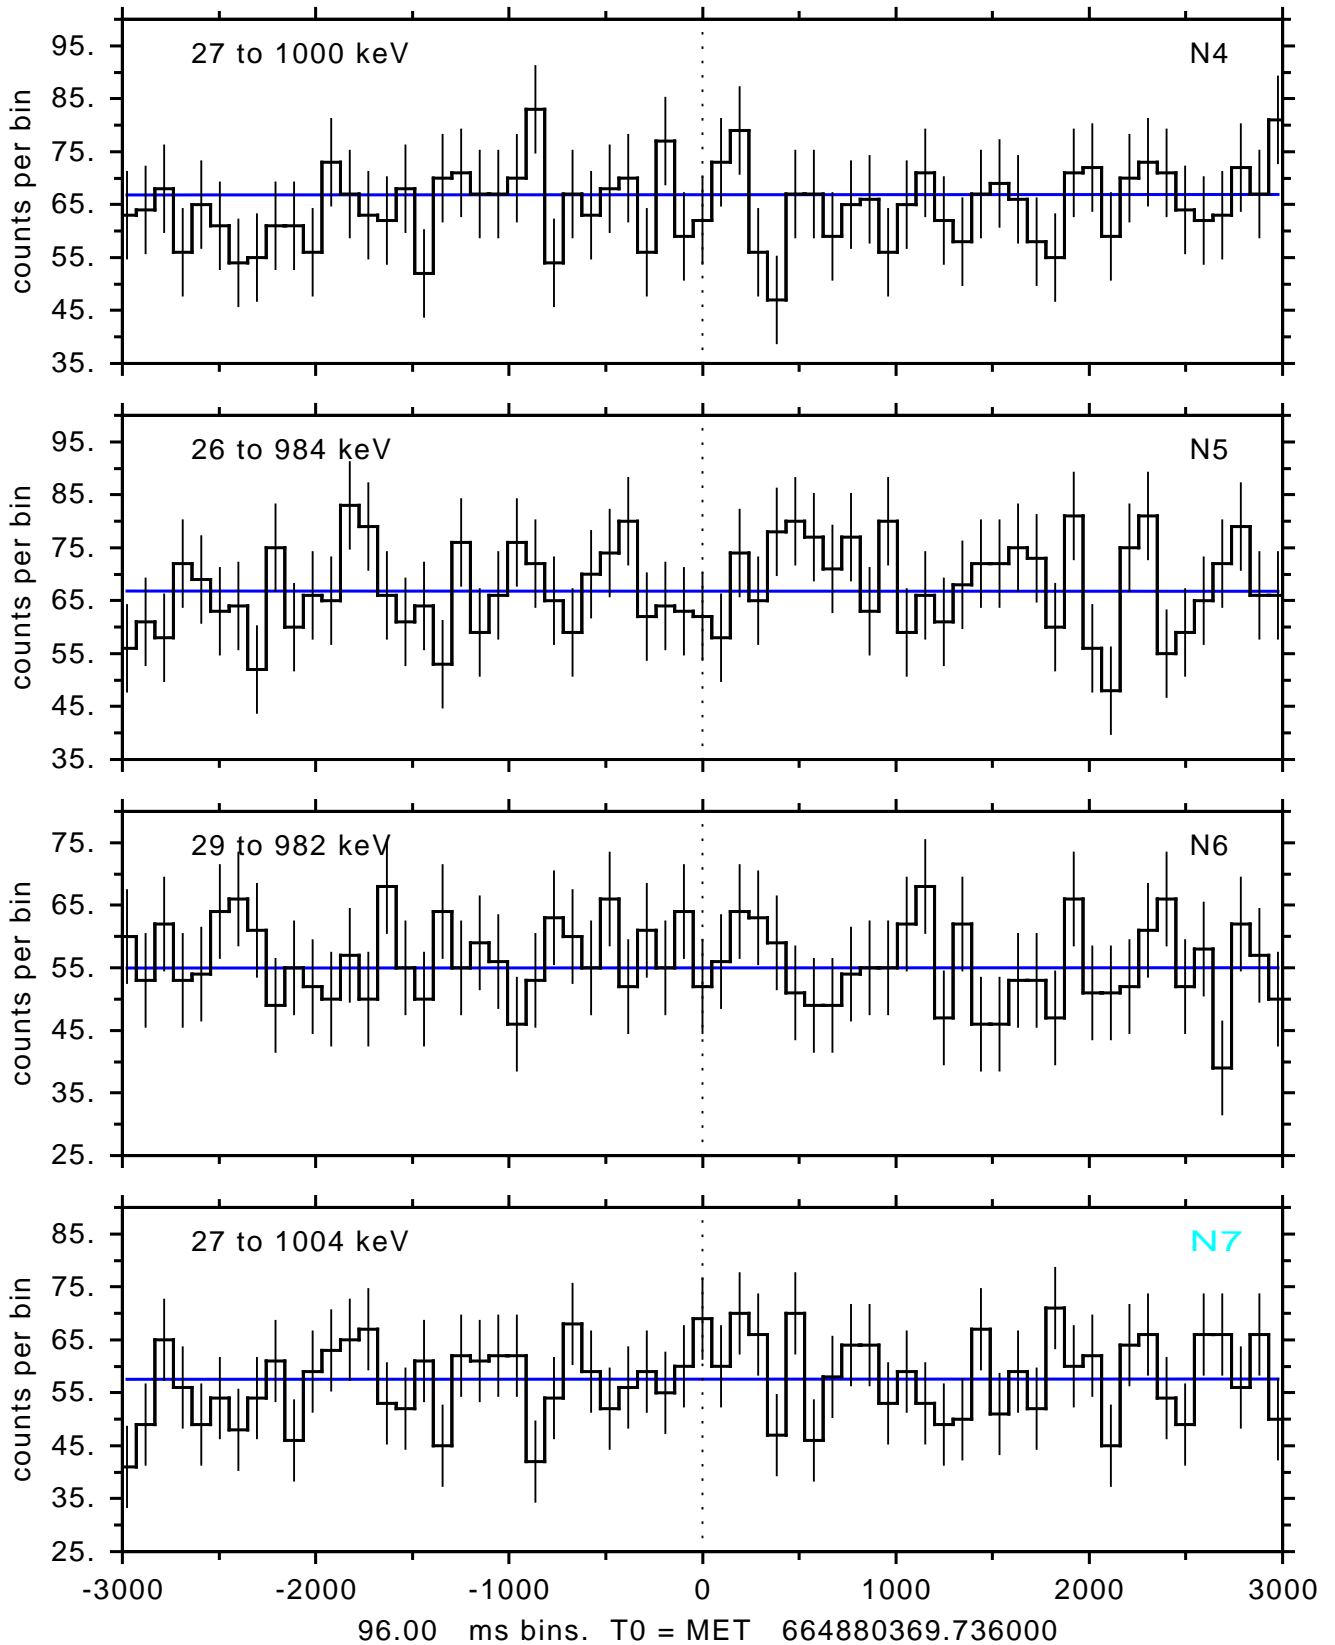 27 to 1000 keV N4
95.
85.
75.
65.
55.
45.
35.
counts per bin
26 to 984 keV N5
95.
85.
75.
65.
55.
45.
35.
counts per bin
29 to 982 keV N6
75.
65.
55.
45.
35.
25.
counts per bin
27 to 1004 keV N7
85.
75.
65.
55.
45.
35.
25.
counts per bin
-3000 -2000 -1000 0 1000 2000 3000
96.00 ms bins. T0 = MET 664880369.736000